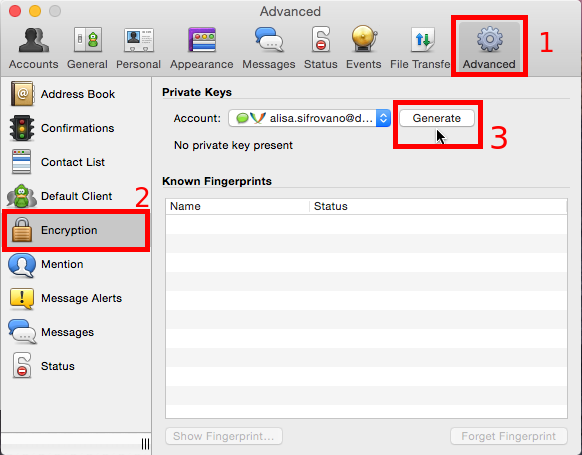 Advanced
Accounts General Personal Appearance Messages Status Events File Transfe Advanced
1
Address Book
Confirmations
Contact List
Default Client
2
Encryption
Mention
Message Alerts
Messages
Status
Private Keys
Account: alisa.sifrovano@d... Generate
3
No private key present
Known Fingerprints
Name Status
Show Fingerprint... Forget Fingerprint